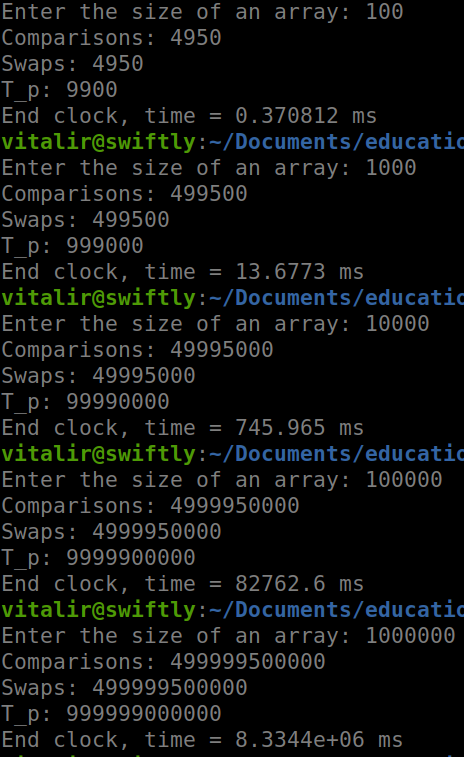 Enter the size of an array: 100
Comparisons: 4950
Swaps: 4950
T_p: 9900
End clock, time = 0.370812 ms
vitalir@swiftly:~/Documents/educatio
Enter the size of an array: 1000
Comparisons: 499500
Swaps: 499500
T_p: 999000
End clock, time = 13.6773 ms
vitalir@swiftly:~/Documents/educatio
Enter the size of an array: 10000
Comparisons: 49995000
Swaps: 49995000
T_p: 99990000
End clock, time = 745.965 ms
vitalir@swiftly:~/Documents/educatio
Enter the size of an array: 100000
Comparisons: 4999950000
Swaps: 4999950000
T_p: 9999900000
End clock, time = 82762.6 ms
vitalir@swiftly:~/Documents/educatio
Enter the size of an array: 1000000
Comparisons: 499999500000
Swaps: 499999500000
T_p: 999999000000
End clock, time = 8.3344e+06 ms